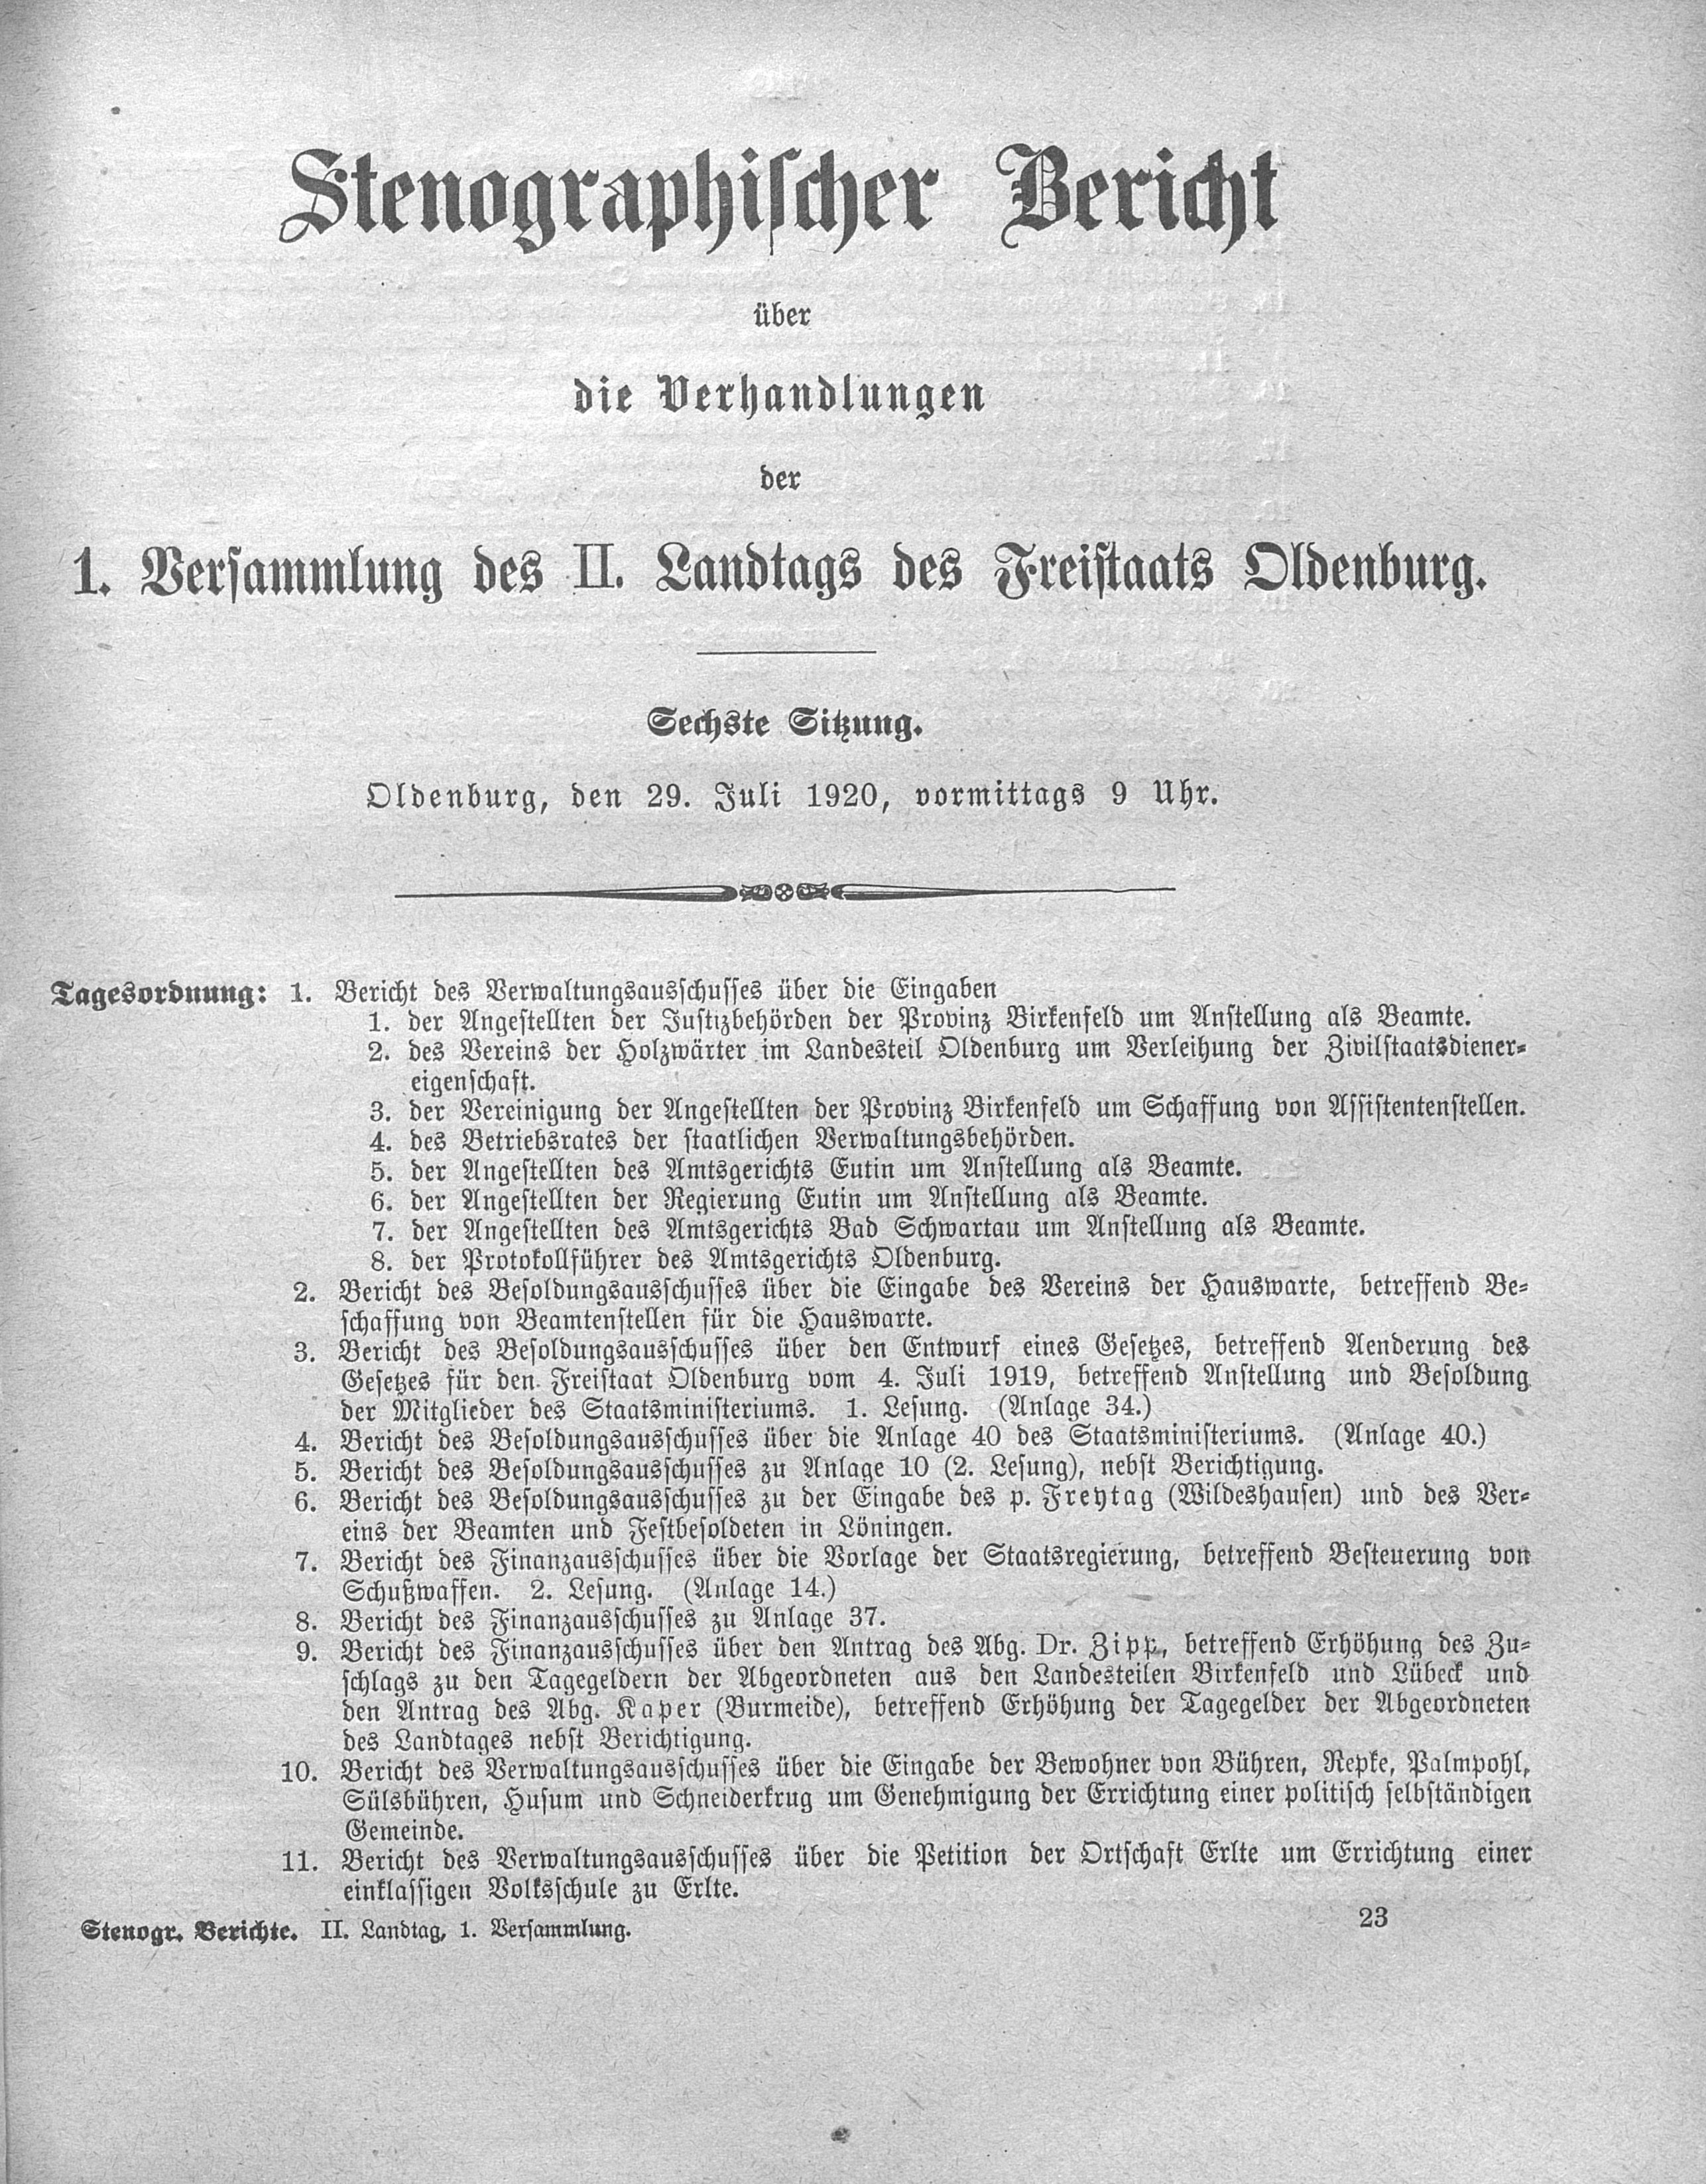 Stenographischer Bericht
über
die Verhandlungen
der
1. Versammlung des II. Landtags des Freistaats Oldenburg.
Sechste Sitzung.
Oldenburg, den 29. Juli 1920, vormittags 9 Uhr.
Tagesordnung: 1. Bericht des Verwaltungsausschusses über die Eingaben
1. der Angestellten der Justizbehörden der Provinz Birkenfeld um Anstellung als Beamte.
2. des Vereins der Holzwärter im Landesteil Oldenburg um Verleihung der Zivilstaatsdiener-
eigenschaft.
3. der Vereinigung der Angestellten der Provinz Birkenfeld um Schaffung von Assistentenstellen.
4. des Betriebsrates der staatlichen Verwaltungsbehörden.
5. der Angestellten des Amtsgerichts Eutin um Anstellung als Beamte.
6. der Angestellten der Regierung Eutin um Anstellung als Beamte.
7. der Angestellten des Amtsgerichts Bad Schwartau um Anstellung als Beamte.
8. der Protokollführer des Amtsgerichts Oldenburg.
2. Bericht des Besoldungsausschusses über die Eingabe des Vereins der Hauswarte, betreffend Be-
schaffung von Beamtenstellen für die Hauswarte.
3. Bericht des Besoldungsausschusses über den Entwurf eines Gesetzes, betreffend Aenderung des
Gesetzes für den Freistaat Oldenburg vom 4. Juli 1919, betreffend Anstellung und Besoldung
der Mitglieder des Staatsministeriums. 1. Lesung. (Anlage 34.)
4. Bericht des Besoldungsausschusses über die Anlage 40 des Staatsministeriums. (Anlage 40.)
5. Bericht des Besoldungsausschusses zu Anlage 10 (2. Lesung), nebst Berichtigung.
6. Bericht des Besoldungsausschusses zu der Eingabe des p. Freytag (Wildeshausen) und des Ver-
eins der Beamten und Festbesoldeten in Löningen.
7. Bericht des Finanzausschusses über die Vorlage der Staatsregierung, betreffend Besteuerung von
Schußwaffen. 2. Lesung. (Anlage 14.)
8. Bericht des Finanzausschusses zu Anlage 37.
9. Bericht des Finanzausschusses über den Antrag des Abg. Dr. Zipp, betreffend Erhöhung des Zu-
schlags zu den Tagegeldern der Abgeordneten aus den Landesteilen Birkenfeld und Lübeck und
den Antrag des Abg. Kaper (Burmeide), betreffend Erhöhung der Tagegelder der Abgeordneten
des Landtages nebst Berichtigung.
10. Bericht des Verwaltungsausschusses über die Eingabe der Bewohner von Bühren, Repke, Palmpohl,
Sülsbühren, Husum und Schneiderkrug um Genehmigung der Errichtung einer politisch selbständigen
Gemeinde.
11. Bericht des Verwaltungsausschusses über die Petition der Ortschaft Erlte um Errichtung einer
einklassigen Volksschule zu Erlte.
Stenogr. Berichte. II. Landtag, 1. Versammlung.
23